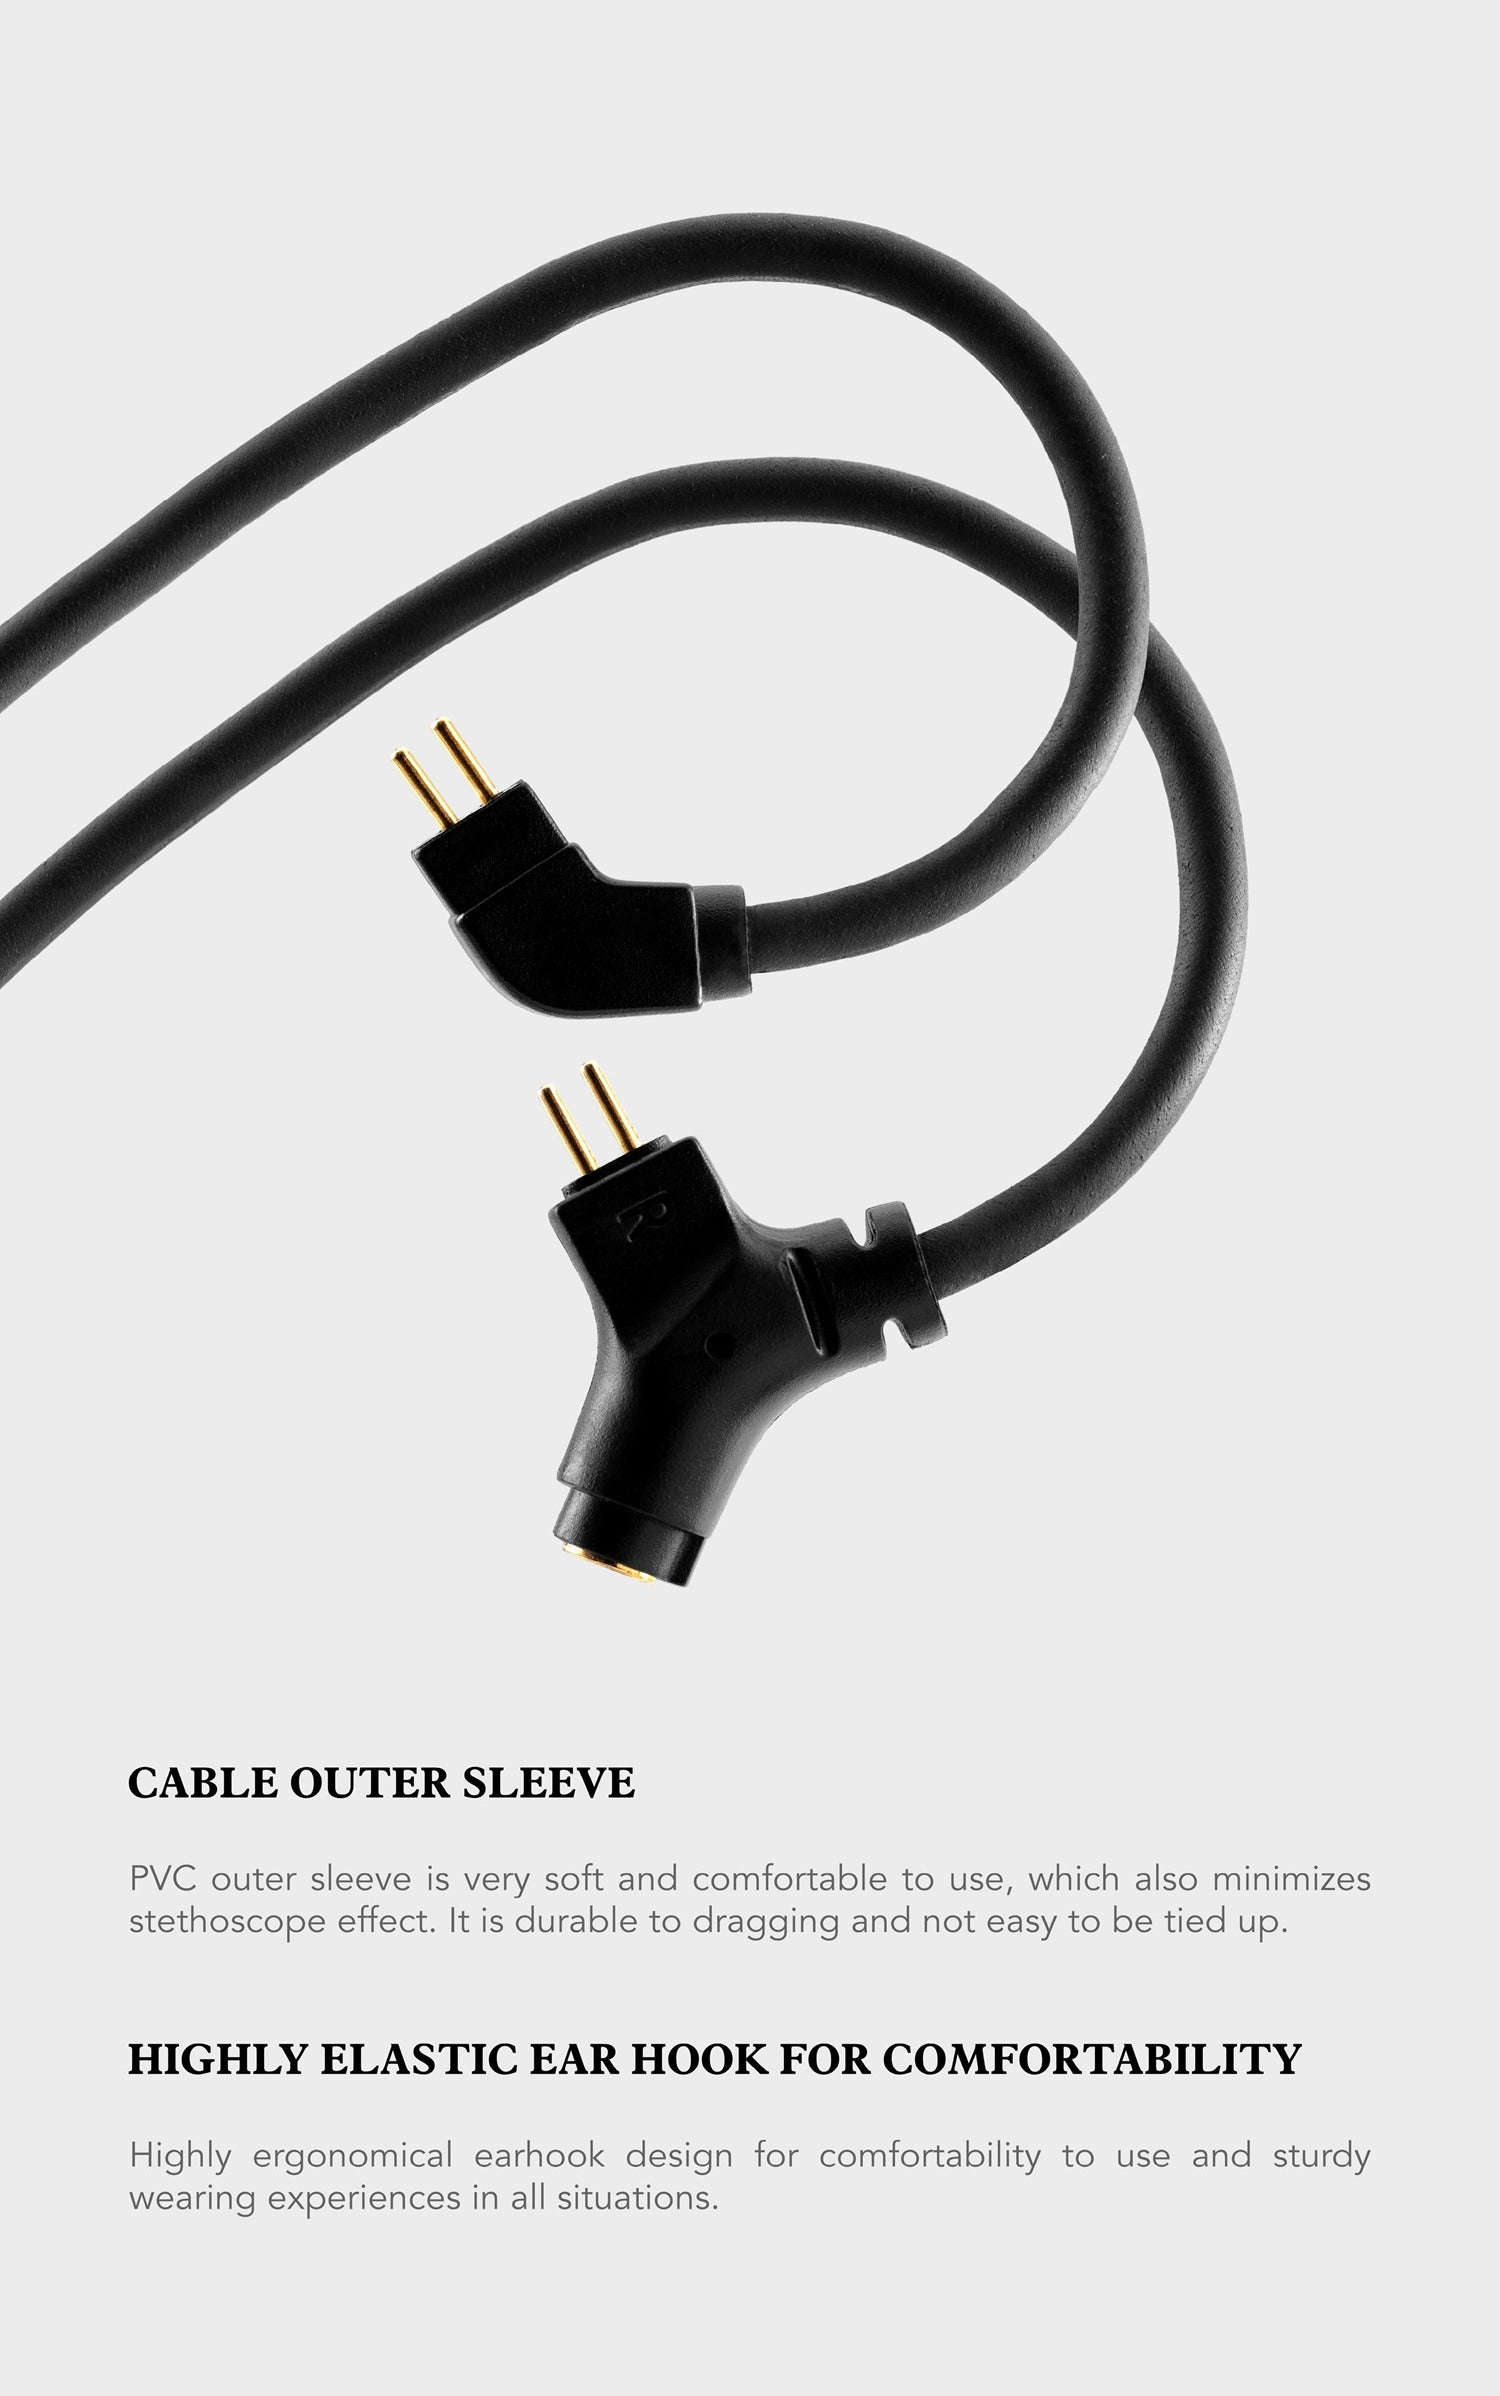 R
CABLE OUTER SLEEVE
PVC outer sleeve is very soft and comfortable to use, which also minimizes
stethoscope effect. It is durable to dragging and not easy to be tied up.
HIGHLY ELASTIC EAR HOOK FOR COMFORTABILITY
Highly ergonomical earhook design for comfortability to use and sturdy
wearing experiences in all situations.